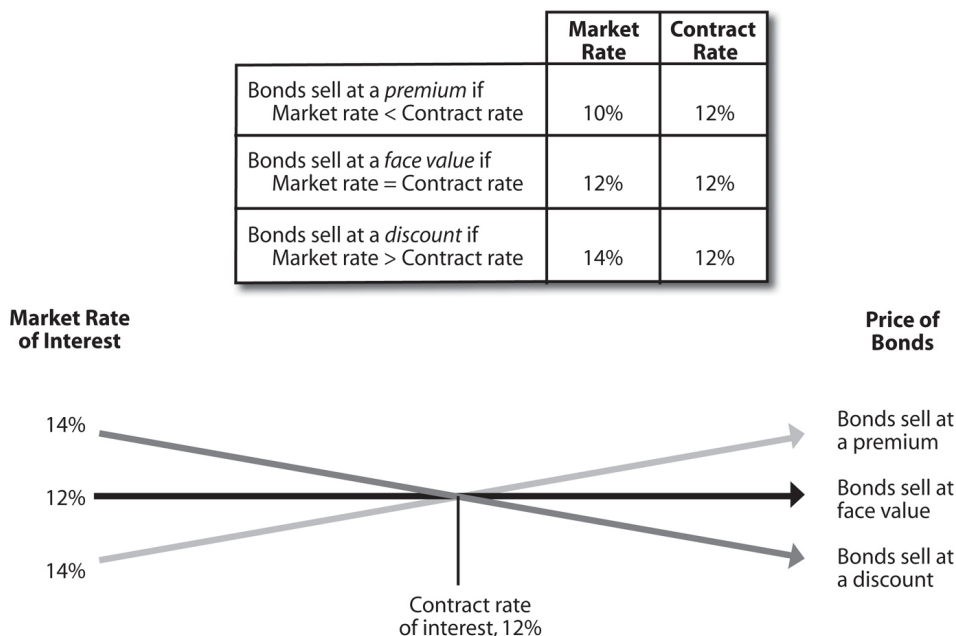 Market
Rate
Contract
Rate
Bonds sell at a premium if
Market rate < Contract rate
10%
12%
Bonds sell at a face value if
Market rate = Contract rate
12%
12%
Bonds sell at a discount if
Market rate > Contract rate
14%
12%
Market Rate
of Interest
Price of
Bonds
14%
12%
14%
Bonds sell at
a premium
Bonds sell at
face value
Bonds sell at
a discount
Contract rate
of interest, 12%